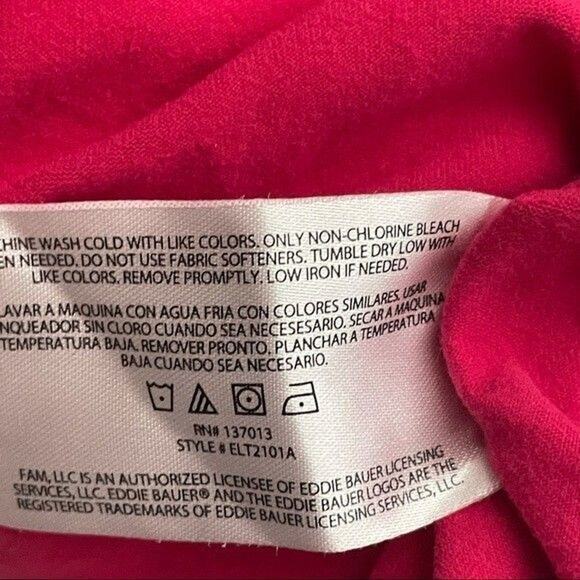 CHINE WASH COLD WITH LIKE COLORS. ONLY NON-CHLORINE BLEACH
EN NEEDED. DO NOT USE FABRIC SOFTENERS. TUMBLE DRY LOW WITH
LIKE COLORS. REMOVE PROMPTLY. LOW IRON IF NEEDED.
LAVAR A MAQUINA CON AGUA FRIA CON COLORES SIMILARES. USAR
NQUEADOR SIN CLORO CUANDO SEA NECESESARIO. SECAR A MAQUINA
TEMPERATURA BAJA. REMOVER PRONTO. PLANCHAR A TEMPERATURA
BAJA CUANDO SEA NECESARIO.
RN# 137013
STYLE # ELT2101A
FAM, LLC IS AN AUTHORIZED LICENSEE OF EDDIE BAUER LICENSING
SERVICES, LLC. EDDIE BAUER® AND THE EDDIE BAUER LOGOS ARE THE
REGISTERED TRADEMARKS OF EDDIE BAUER LICENSING SERVICES, LLC.